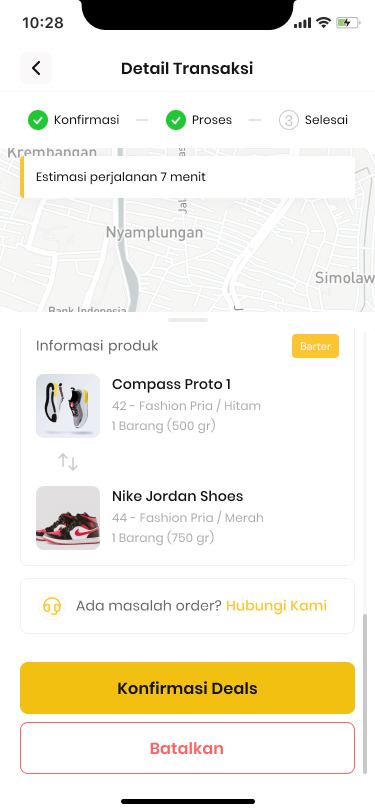 10:28
Detail Transaksi
Konfirmasi
Proses
3 Selesai
Krembangan
Estimasi perjalanan 7 menit
Jal
Nyamplungan
Simolaw
Bank Indonesia
Informasi produk
Barter
Compass Proto 1
42 - Fashion Pria / Hitam
1 Barang (500 gr)
Nike Jordan Shoes
44 - Fashion Pria / Merah
1 Barang (750 gr)
Ada masalah order? Hubungi Kami
Konfirmasi Deals
Batalkan